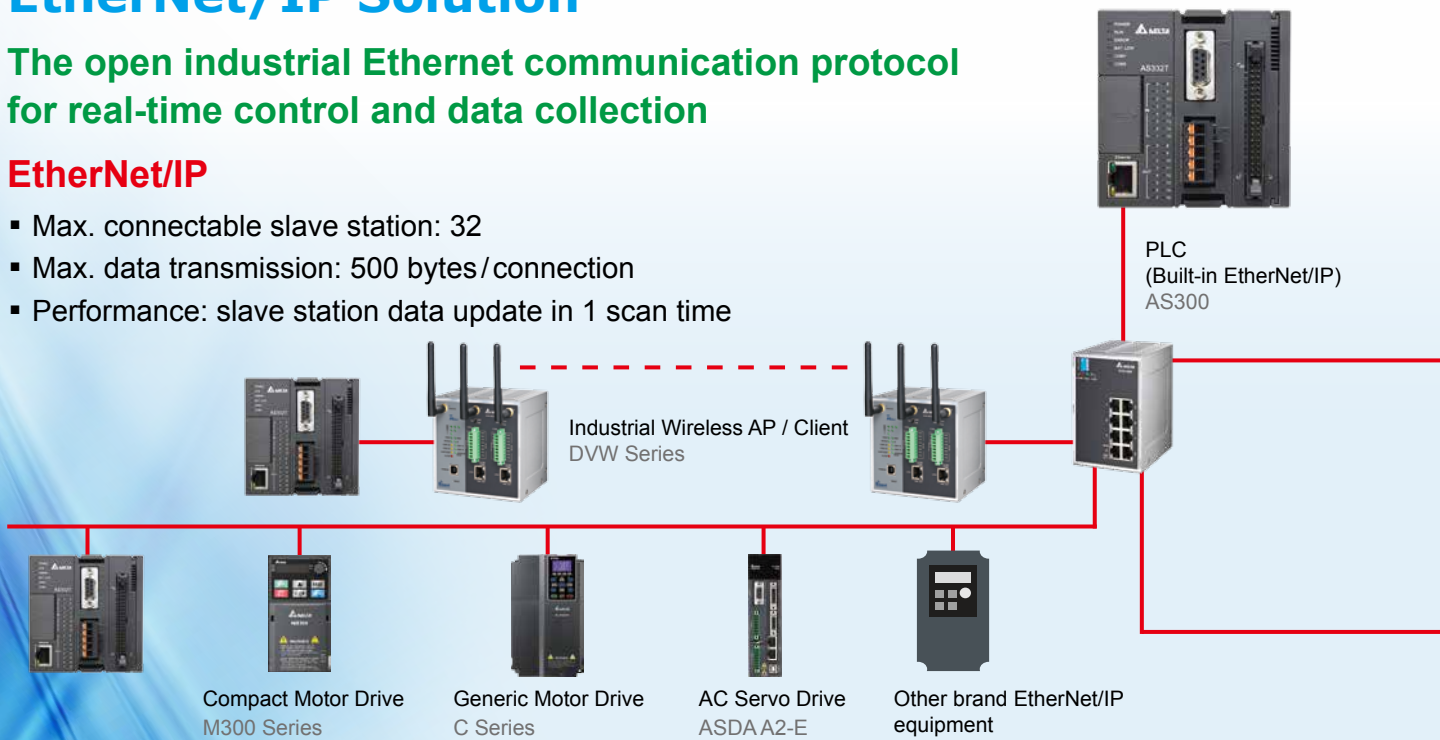 EtherNet/IP Solution
The open industrial Ethernet communication protocol
for real-time control and data collection
EtherNet/IP
▪ Max. connectable slave station: 32
▪ Max. data transmission: 500 bytes/connection
▪ Performance: slave station data update in 1 scan time
DELTA
AS332T
PLC
(Built-in EtherNet/IP)
AS300
Industrial Wireless AP / Client
DVW Series
Compact Motor Drive
M300 Series
Generic Motor Drive
C Series
AC Servo Drive
ASDA A2-E
Other brand EtherNet/IP
equipment